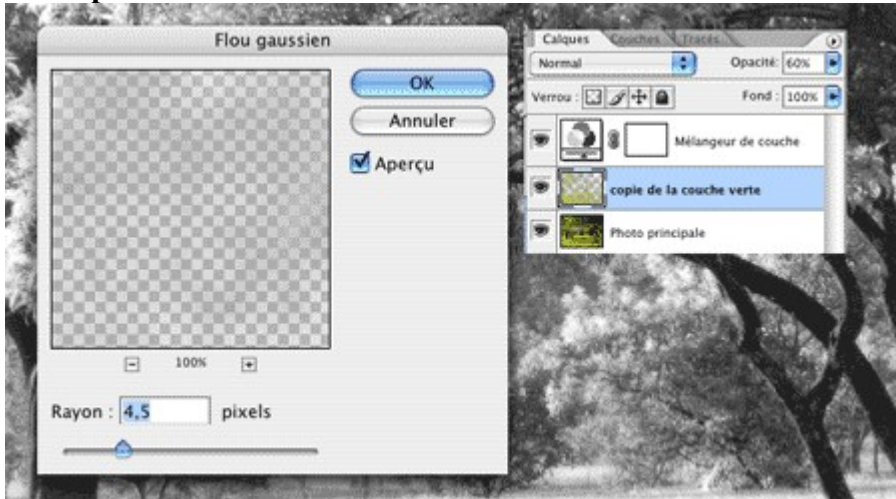 Flou gaussien
OK
Annuler
Aperçu
100%
Rayon : 4,5 pixels
Calques Couches Tracés
Normal Opacité: 60%
Verrou : Fond : 100%
Mélangeur de couche
copie de la couche verte
Photo principale